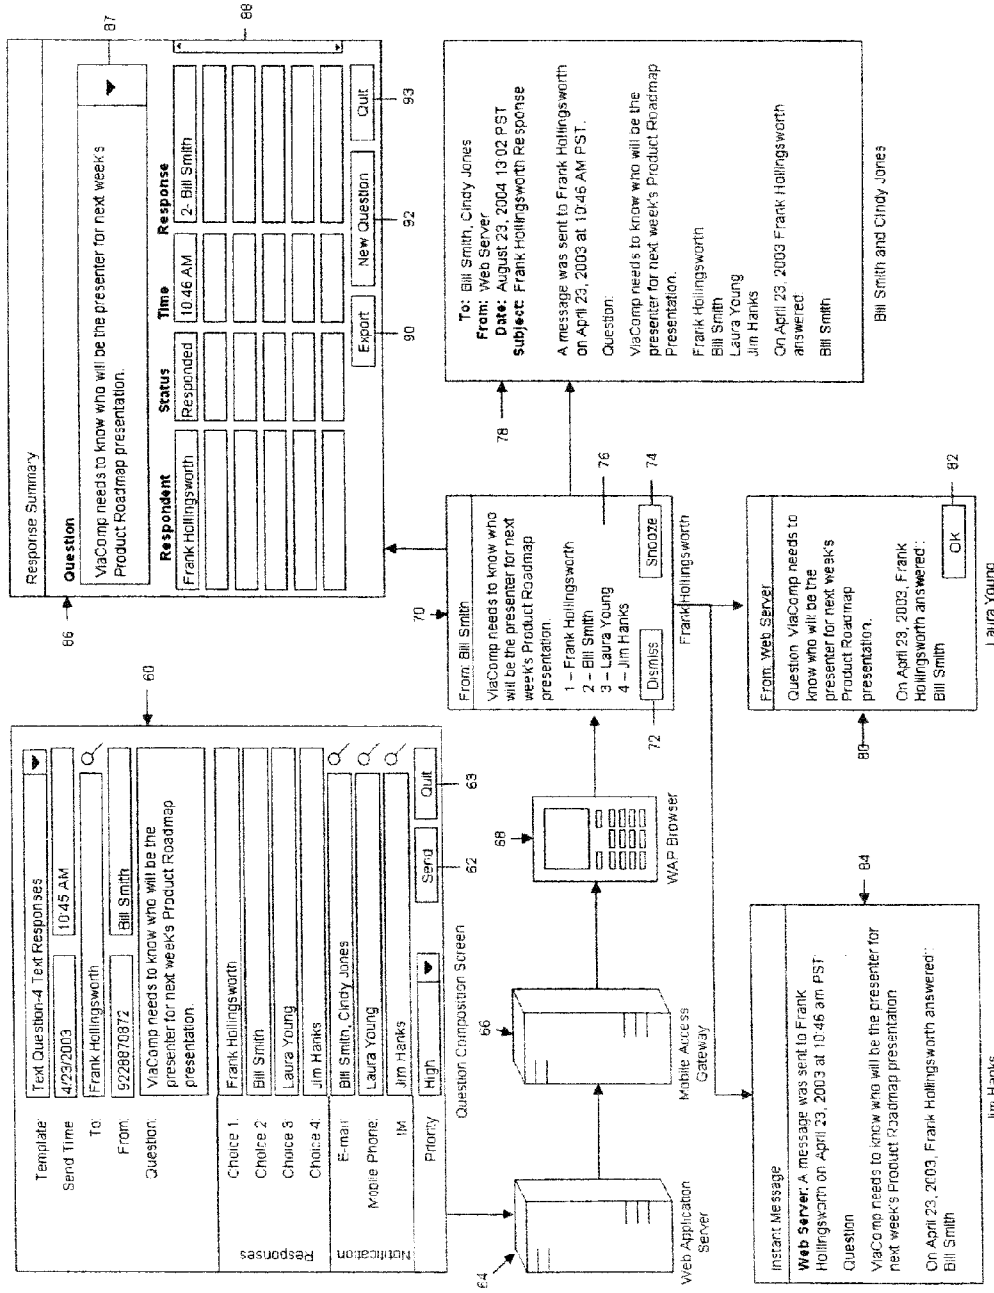 Template: Text Question-4 Text Responses
Send Time 4/23/2003 10:45 AM
To: Frank Hollingsworth
From: 9228870872 Bill Smith
Question: ViaComp needs to know who will be the
presenter for next week's Product Roadmap
presentation.
Responses
Choice 1. Frank Hollingsworth
Choice 2 Bill Smith
Choice 3 Laura Young
Choice 4: Jim Hanks
Notification
E-mail Bill Smith, Cindy Jones
Mobile Phone: Laura Young
IM Jim Hanks
Priority High
Send Quit
Question Composition Screen
60
62
63
Response Summary
Question
ViaComp needs to know who will be the presenter for next week's
Product Roadmap presentation.
Respondent Status Time Response
Frank Hollingsworth Responded 10.46 AM 2- Bill Smith
Export New Question Quit
86
87
88
90
92
93
64
Web Application
Server
66
Mobile Access
Gateway
68
WAP Browser
70
From: Bill Smith
ViaComp needs to know who
will be the presenter for next
week's Product Roadmap
presentation.
1 – Frank Hollingsworth
2 – Bill Smith
3 – Laura Young
4 – Jim Hanks
Dismiss Snooze
Frank Hollingsworth
72
74
76
78
To: Bill Smith, Cindy Jones
From: Web Server
Date: August 23, 2004 13:02 PST
Subject: Frank Hollingsworth Response
A message was sent to Frank Hollingsworth
on April 23, 2003 at 10:46 AM PST.
Question:
ViaComp needs to know who will be the
presenter for next week's Product Roadmap
Presentation.
Frank Hollingsworth
Bill Smith
Laura Young
Jim Hanks
On April 23, 2003 Frank Hollingsworth
answered:
Bill Smith
Bill Smith and Cindy Jones
Instant Message
Web Server: A message was sent to Frank
Hollingsworth on April 23, 2003 at 10:46 am PST
Question
ViaComp needs to know who will be the presenter for
next week's Product Roadmap presentation
On April 23, 2003, Frank Hollingsworth answered:
Bill Smith
Jim Hanks
84
80
From: Web Server
Question ViaComp needs to
know who will be the
presenter for next week's
Product Roadmap
presentation.
On April 23, 2003, Frank
Hollingsworth answered:
Bill Smith
OK
82
Laura Young